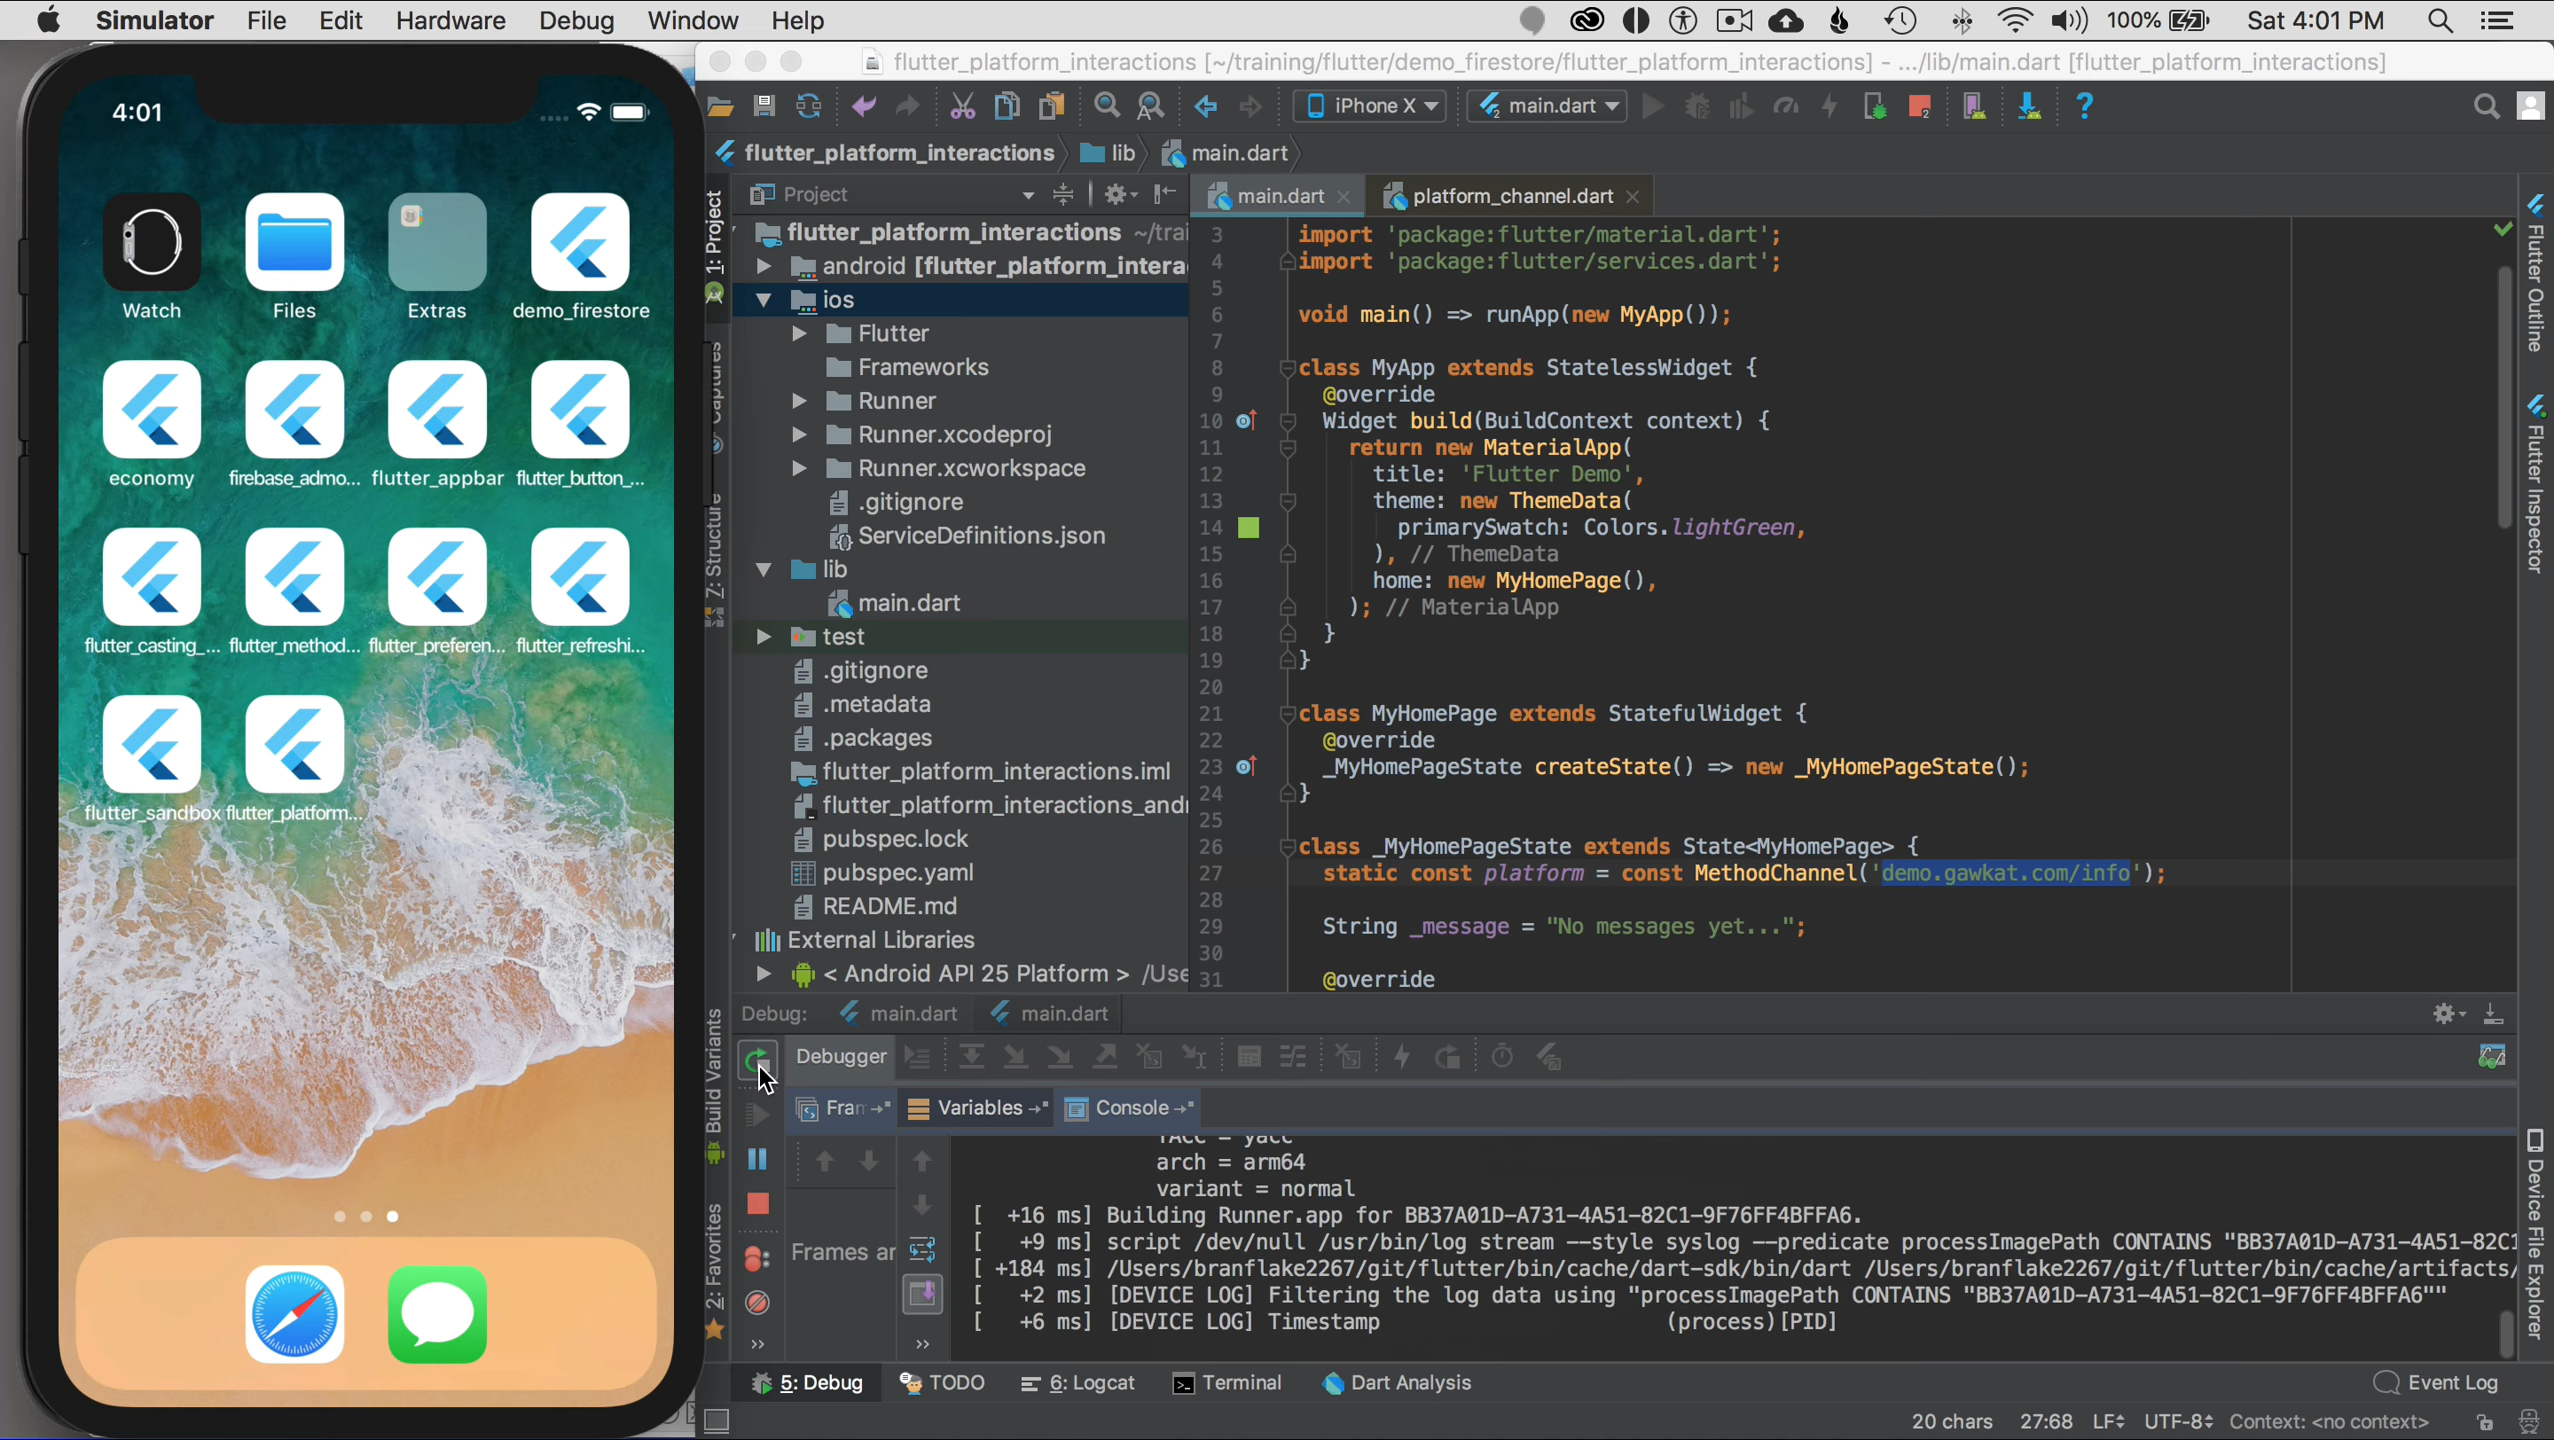 Simulator File Edit Hardware Debug Window Help 100% Sat 4:01 PM
4:01
Watch Files Extras demo_firestore
economy firebase_admo... flutter_appbar flutter_button_...
flutter_casting_... flutter_method... flutter_preferen... flutter_refreshi...
flutter_sandbox flutter_platform...
flutter_platform_interactions [~/training/flutter/demo_firestore/flutter_platform_interactions] - .../lib/main.dart [flutter_platform_interactions]
iPhone X main.dart
flutter_platform_interactions lib main.dart
1: Project
Captures
7: Structure
Build Variants
2: Favorites
Project
flutter_platform_interactions ~/trai
android [flutter_platform_intera
ios
Flutter
Frameworks
Runner
Runner.xcodeproj
Runner.xcworkspace
.gitignore
ServiceDefinitions.json
lib
main.dart
test
.gitignore
.metadata
.packages
flutter_platform_interactions.iml
flutter_platform_interactions_andr
pubspec.lock
pubspec.yaml
README.md
External Libraries
< Android API 25 Platform > /Use
main.dart platform_channel.dart
3 import 'package:flutter/material.dart';
4 import 'package:flutter/services.dart';
5
6 void main() => runApp(new MyApp());
7
8 class MyApp extends StatelessWidget {
9 @override
10 Widget build(BuildContext context) {
11 return new MaterialApp(
12 title: 'Flutter Demo',
13 theme: new ThemeData(
14 primarySwatch: Colors.lightGreen,
15 ), // ThemeData
16 home: new MyHomePage(),
17 ); // MaterialApp
18 }
19 }
20
21 class MyHomePage extends StatefulWidget {
22 @override
23 _MyHomePageState createState() => new _MyHomePageState();
24 }
25
26 class _MyHomePageState extends State<MyHomePage> {
27 static const platform = const MethodChannel('demo.gawkat.com/info');
28
29 String _message = "No messages yet...";
30
31 @override
Flutter Outline
Flutter Inspector
Device File Explorer
Debug: main.dart main.dart
Debugger
Fran Variables Console
Frames ar
YACC = yacc
arch = arm64
variant = normal
[ +16 ms] Building Runner.app for BB37A01D-A731-4A51-82C1-9F76FF4BFFA6.
[ +9 ms] script /dev/null /usr/bin/log stream --style syslog --predicate processImagePath CONTAINS "BB37A01D-A731-4A51-82C1
[ +184 ms] /Users/branflake2267/git/flutter/bin/cache/dart-sdk/bin/dart /Users/branflake2267/git/flutter/bin/cache/artifacts/
[ +2 ms] [DEVICE LOG] Filtering the log data using "processImagePath CONTAINS "BB37A01D-A731-4A51-82C1-9F76FF4BFFA6""
[ +6 ms] [DEVICE LOG] Timestamp (process)[PID]
5: Debug TODO 6: Logcat Terminal Dart Analysis Event Log
20 chars 27:68 LF UTF-8 Context: <no context>